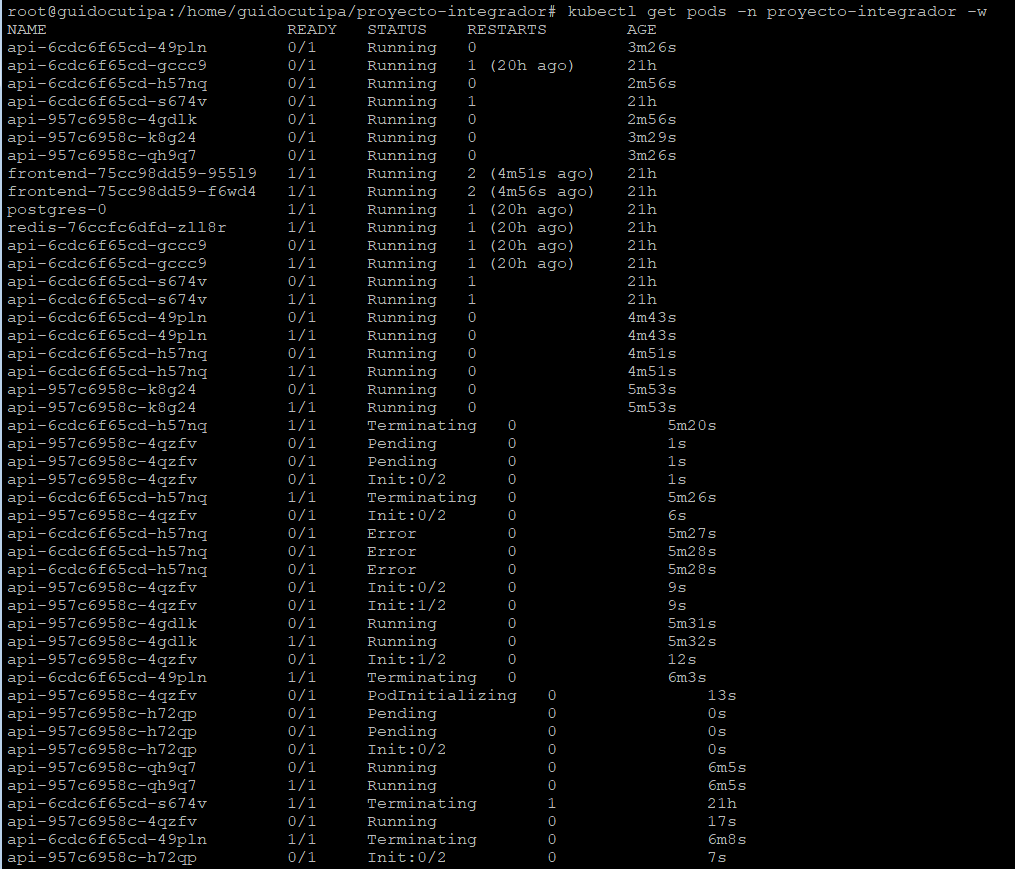 root@guidocutipa:/home/guidocutipa/proyecto-integrador# kubectl get pods -n proyecto-integrador -w
NAME READY STATUS RESTARTS AGE
api-6cdc6f65cd-49pln 0/1 Running 0 3m26s
api-6cdc6f65cd-gccc9 0/1 Running 1 (20h ago) 21h
api-6cdc6f65cd-h57nq 0/1 Running 0 2m56s
api-6cdc6f65cd-s674v 0/1 Running 1 21h
api-957c6958c-4gdlk 0/1 Running 0 2m56s
api-957c6958c-k8g24 0/1 Running 0 3m29s
api-957c6958c-qh9q7 0/1 Running 0 3m26s
frontend-75cc98dd59-955l9 1/1 Running 2 (4m51s ago) 21h
frontend-75cc98dd59-f6wd4 1/1 Running 2 (4m56s ago) 21h
postgres-0 1/1 Running 1 (20h ago) 21h
redis-76ccfc6dfd-zll8r 1/1 Running 1 (20h ago) 21h
api-6cdc6f65cd-gccc9 0/1 Running 1 (20h ago) 21h
api-6cdc6f65cd-gccc9 1/1 Running 1 (20h ago) 21h
api-6cdc6f65cd-s674v 0/1 Running 1 21h
api-6cdc6f65cd-s674v 1/1 Running 1 21h
api-6cdc6f65cd-49pln 0/1 Running 0 4m43s
api-6cdc6f65cd-49pln 1/1 Running 0 4m43s
api-6cdc6f65cd-h57nq 0/1 Running 0 4m51s
api-6cdc6f65cd-h57nq 1/1 Running 0 4m51s
api-957c6958c-k8g24 0/1 Running 0 5m53s
api-957c6958c-k8g24 1/1 Running 0 5m53s
api-6cdc6f65cd-h57nq 1/1 Terminating 0 5m20s
api-957c6958c-4qzfv 0/1 Pending 0 1s
api-957c6958c-4qzfv 0/1 Pending 0 1s
api-957c6958c-4qzfv 0/1 Init:0/2 0 1s
api-6cdc6f65cd-h57nq 1/1 Terminating 0 5m26s
api-957c6958c-4qzfv 0/1 Init:0/2 0 6s
api-6cdc6f65cd-h57nq 0/1 Error 0 5m27s
api-6cdc6f65cd-h57nq 0/1 Error 0 5m28s
api-6cdc6f65cd-h57nq 0/1 Error 0 5m28s
api-957c6958c-4qzfv 0/1 Init:0/2 0 9s
api-957c6958c-4qzfv 0/1 Init:1/2 0 9s
api-957c6958c-4gdlk 0/1 Running 0 5m31s
api-957c6958c-4gdlk 1/1 Running 0 5m32s
api-957c6958c-4qzfv 0/1 Init:1/2 0 12s
api-6cdc6f65cd-49pln 1/1 Terminating 0 6m3s
api-957c6958c-4qzfv 0/1 PodInitializing 0 13s
api-957c6958c-h72qp 0/1 Pending 0 0s
api-957c6958c-h72qp 0/1 Pending 0 0s
api-957c6958c-h72qp 0/1 Init:0/2 0 0s
api-957c6958c-qh9q7 0/1 Running 0 6m5s
api-957c6958c-qh9q7 1/1 Running 0 6m5s
api-6cdc6f65cd-s674v 1/1 Terminating 1 21h
api-957c6958c-4qzfv 0/1 Running 0 17s
api-6cdc6f65cd-49pln 1/1 Terminating 0 6m8s
api-957c6958c-h72qp 0/1 Init:0/2 0 7s